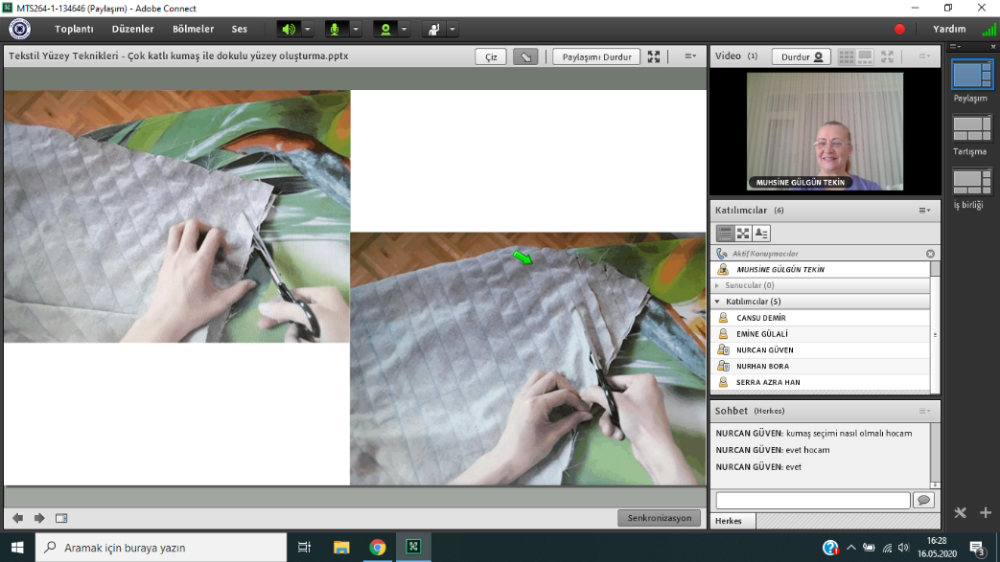 MTS264-1-134646 (Paylaşım) - Adobe Connect
Toplantı Düzenler Bölmeler Ses Yardım
Tekstil Yüzey Teknikleri - Çok katlı kumaş ile dokulu yüzey oluşturma.pptx
Çiz
Paylaşımı Durdur
Video (1)
Durdur
MUHSİNE GÜLGÜN TEKİN
Paylaşım
Tartışma
İş birliği
Katılımcılar (6)
Aktif Konuşmacılar
MUHSİNE GÜLGÜN TEKİN
Sunucular (0)
Katılımcılar (5)
CANSU DEMİR
EMİNE GÜLALİ
NURCAN GÜVEN
NURHAN BORA
SERRA AZRA HAN
Sohbet (Herkes)
NURCAN GÜVEN: kumaş seçimi nasıl olmalı hocam
NURCAN GÜVEN: evet hocam
NURCAN GÜVEN: evet
Herkes
Senkronizasyon
Aramak için buraya yazın
16:28
16.05.2020
3